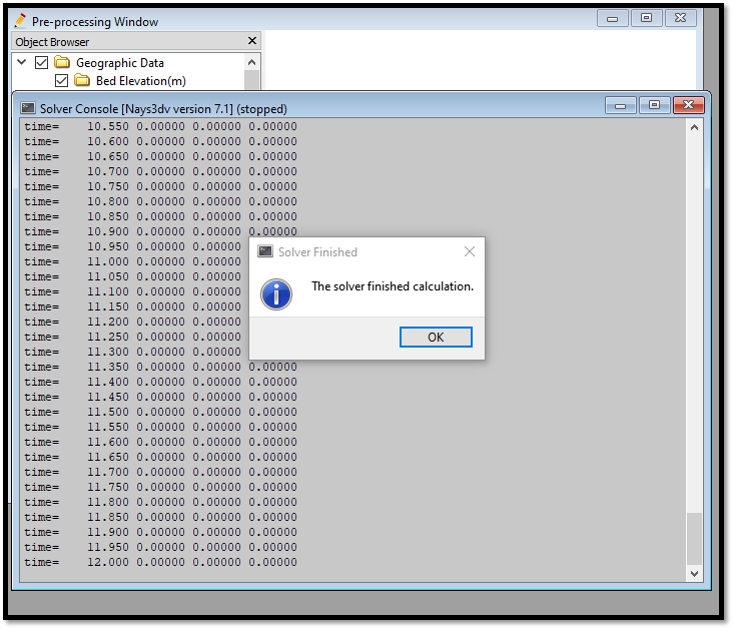 Pre-processing Window
Object Browser
Geographic Data
Bed Elevation(m)
Solver Console [Nays3dv version 7.1] (stopped)
time= 10.550 0.00000 0.00000 0.00000
time= 10.600 0.00000 0.00000 0.00000
time= 10.650 0.00000 0.00000 0.00000
time= 10.700 0.00000 0.00000 0.00000
time= 10.750 0.00000 0.00000 0.00000
time= 10.800 0.00000 0.00000 0.00000
time= 10.850 0.00000 0.00000 0.00000
time= 10.900 0.00000 0.00000 0.00000
time= 10.950 0.00000 0.00000
time= 11.000 0.00000 0.00000
time= 11.050 0.00000 0.00000
time= 11.100 0.00000 0.00000
time= 11.150 0.00000 0.00000
time= 11.200 0.00000 0.00000
time= 11.250 0.00000 0.00000
time= 11.300 0.00000 0.00000
time= 11.350 0.00000 0.00000 0.00000
time= 11.400 0.00000 0.00000 0.00000
time= 11.450 0.00000 0.00000 0.00000
time= 11.500 0.00000 0.00000 0.00000
time= 11.550 0.00000 0.00000 0.00000
time= 11.600 0.00000 0.00000 0.00000
time= 11.650 0.00000 0.00000 0.00000
time= 11.700 0.00000 0.00000 0.00000
time= 11.750 0.00000 0.00000 0.00000
time= 11.800 0.00000 0.00000 0.00000
time= 11.850 0.00000 0.00000 0.00000
time= 11.900 0.00000 0.00000 0.00000
time= 11.950 0.00000 0.00000 0.00000
time= 12.000 0.00000 0.00000 0.00000
Solver Finished
The solver finished calculation.
OK